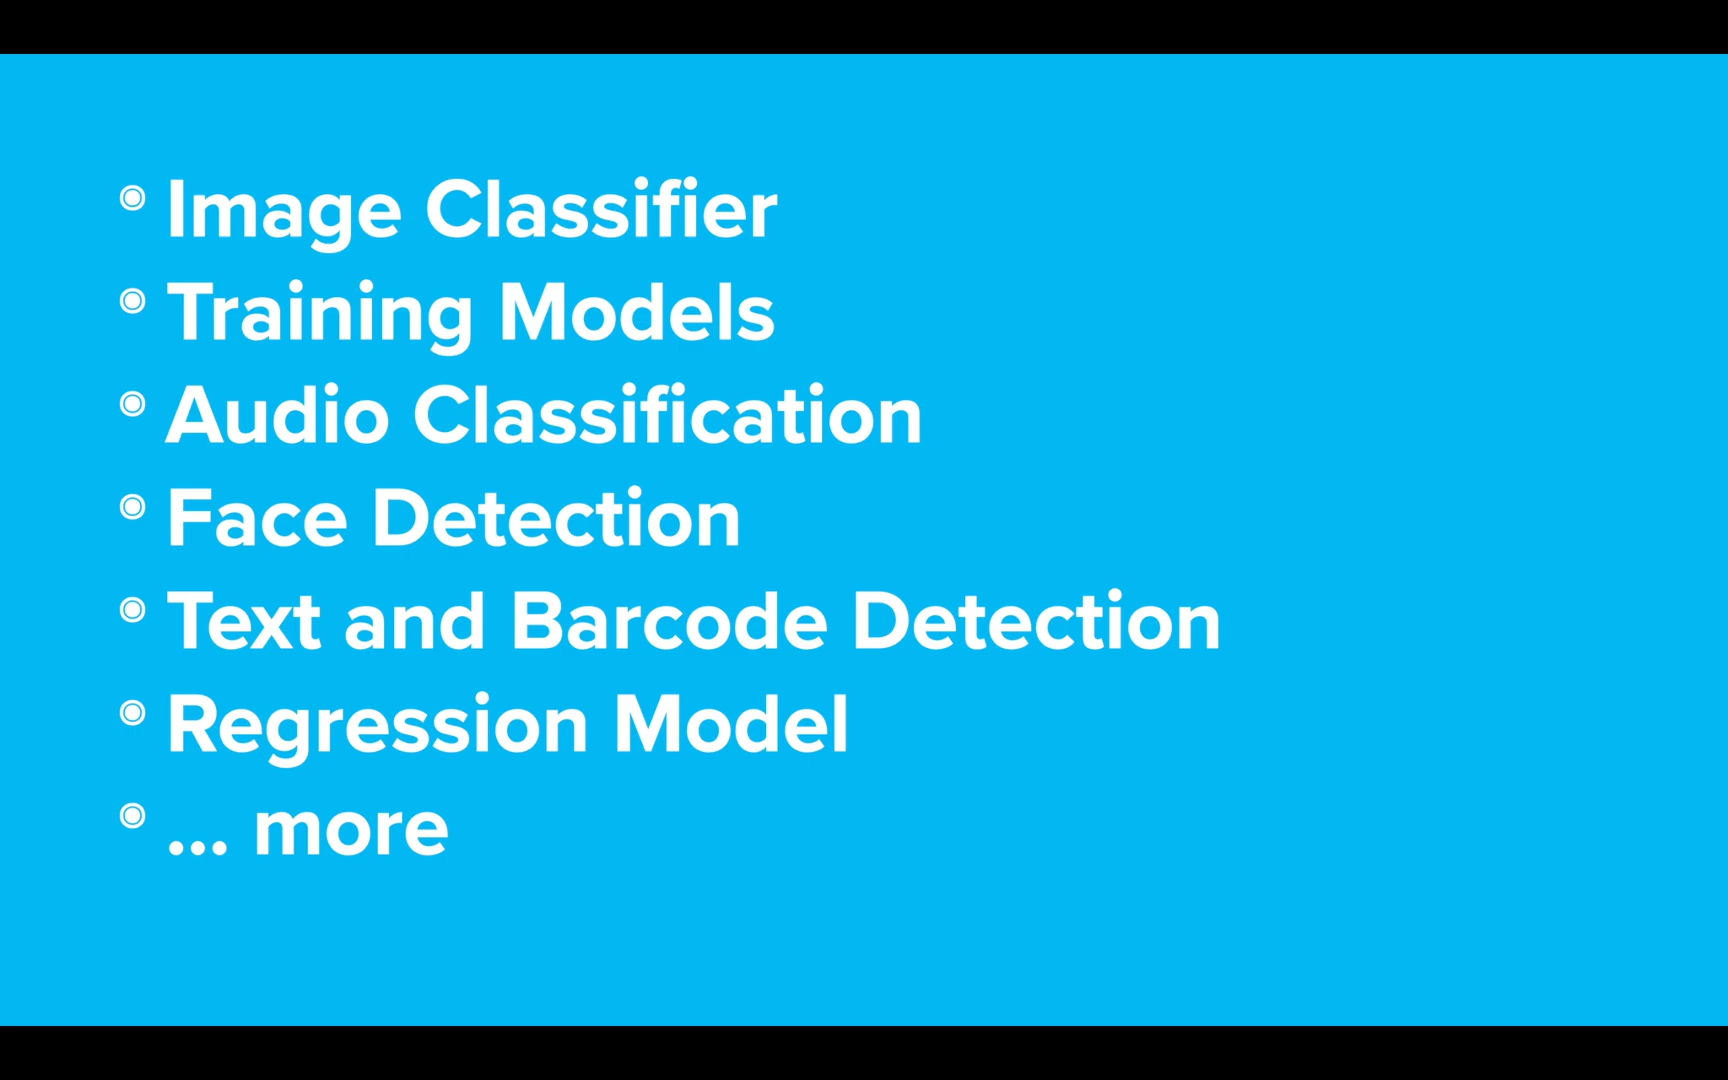 Image Classifier
Training Models
Audio Classification
Face Detection
Text and Barcode Detection
Regression Model
... more